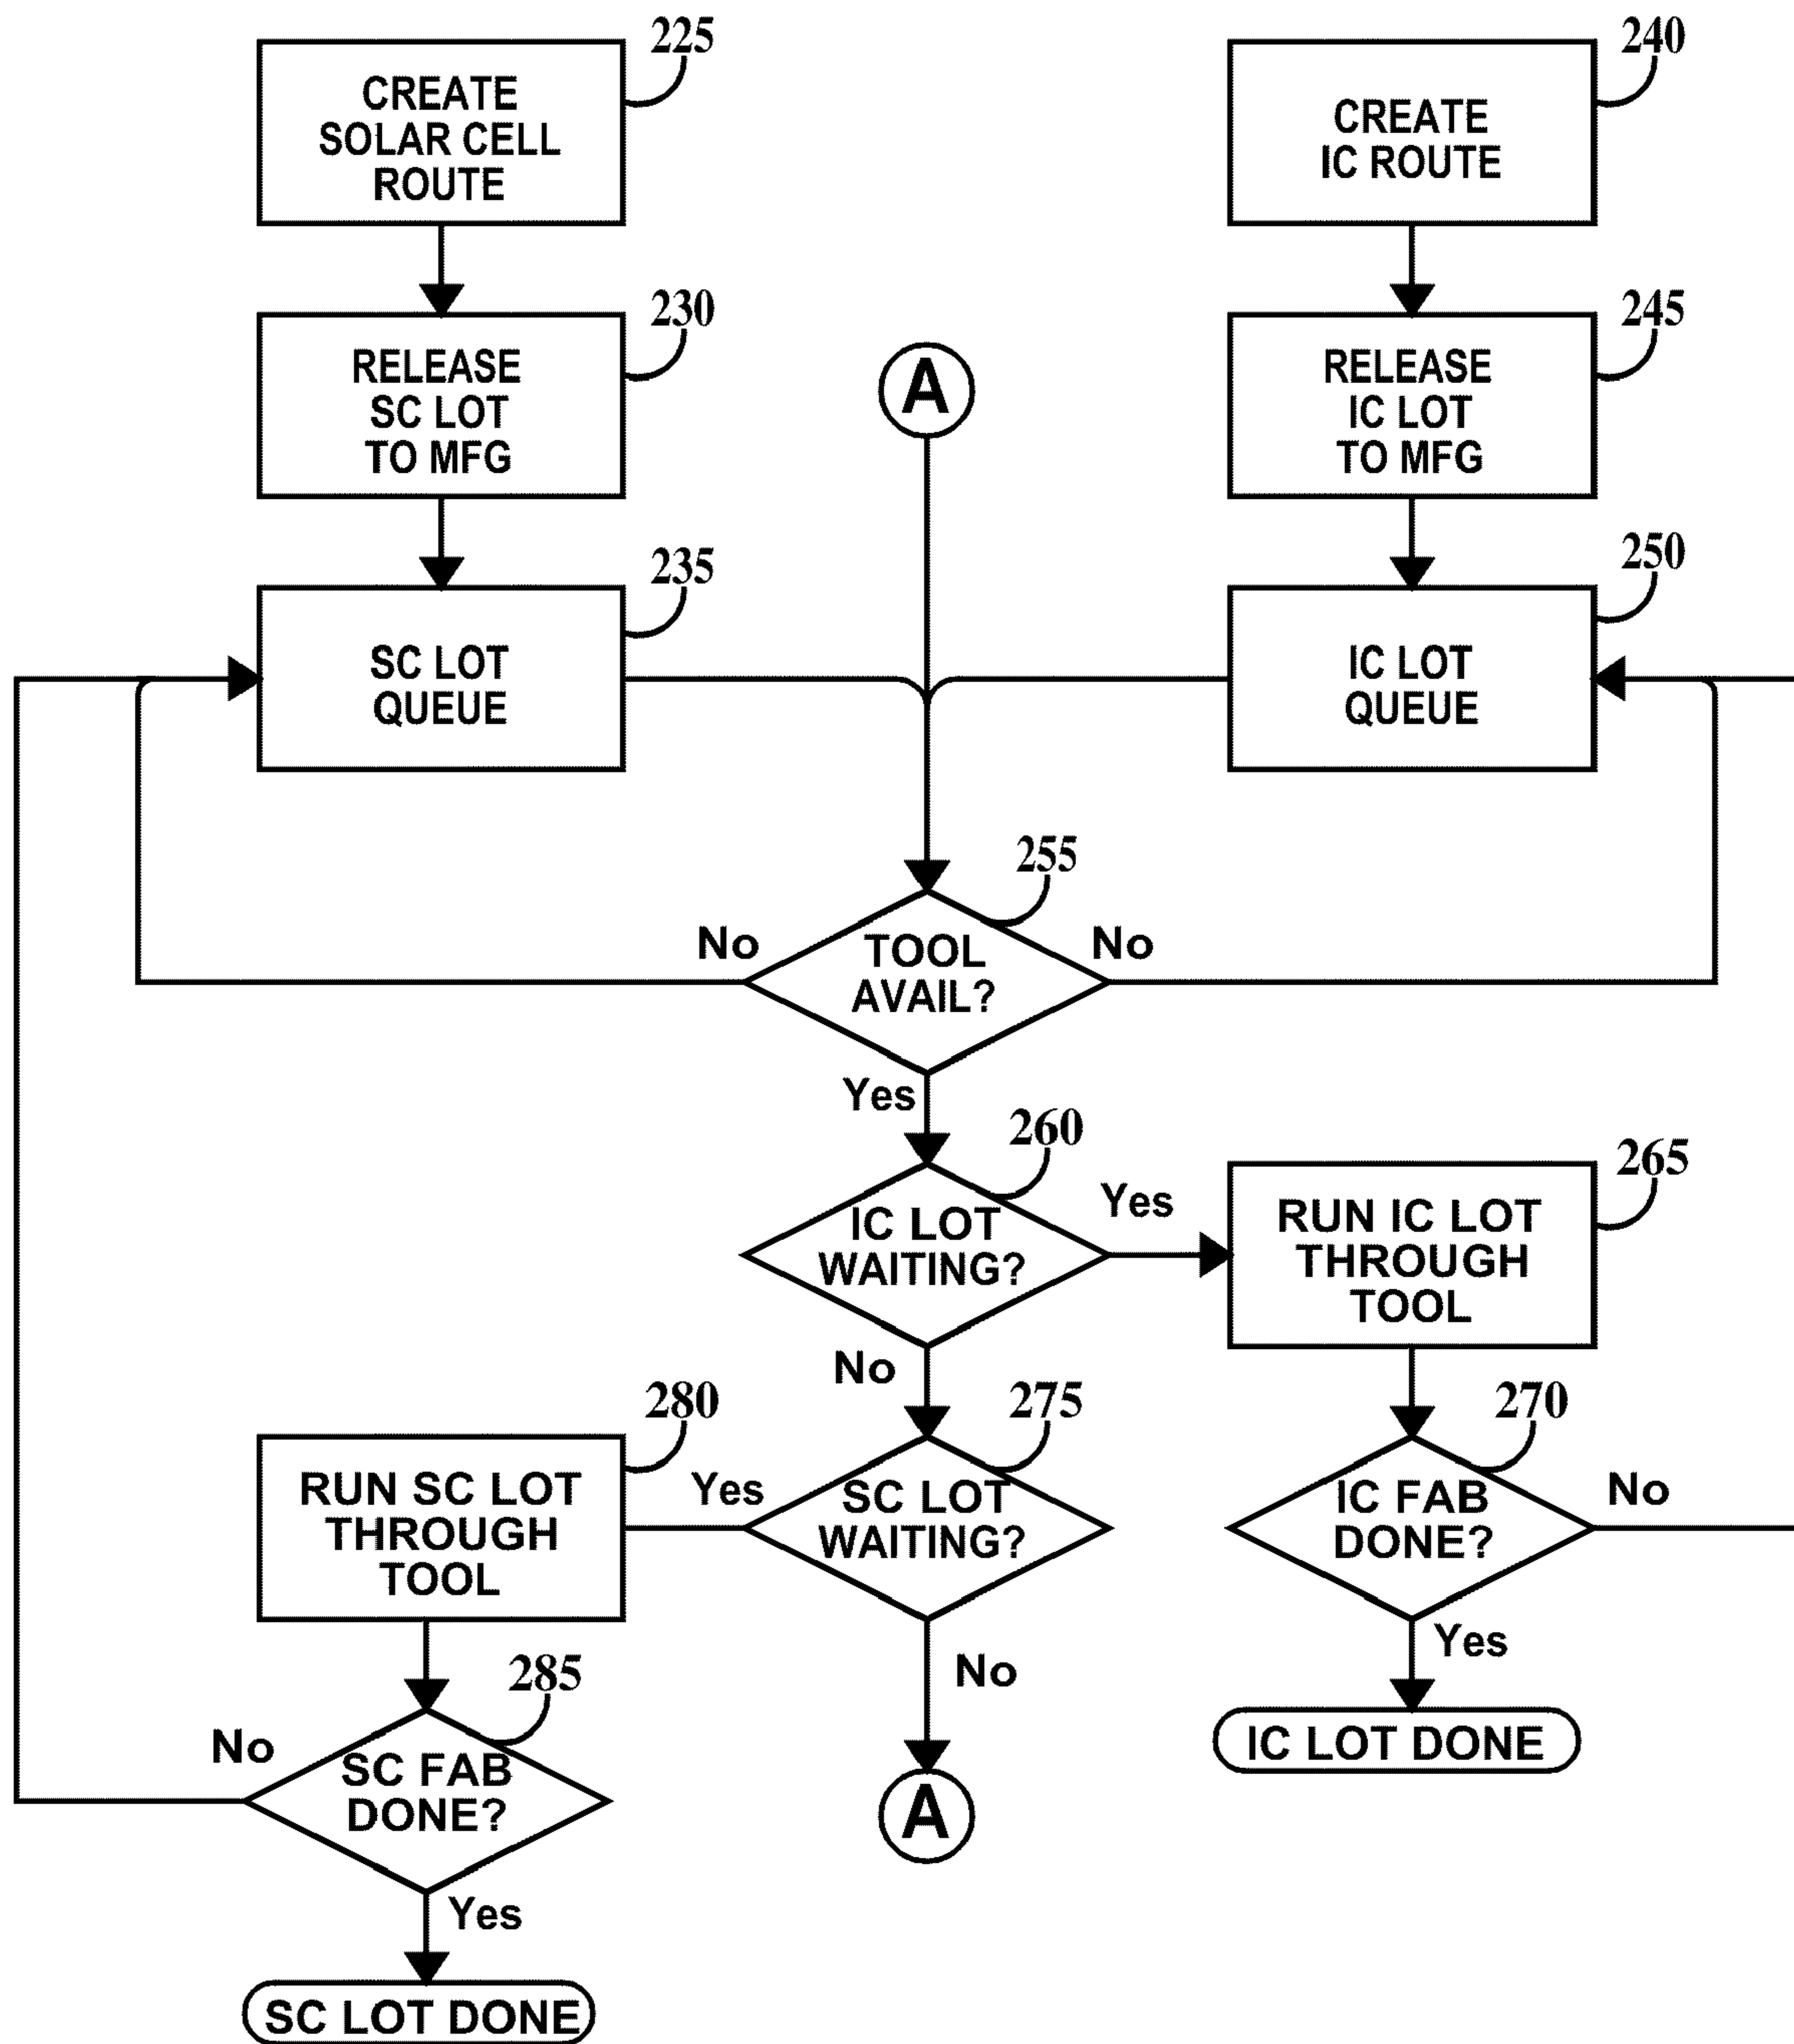 225
CREATE
SOLAR CELL
ROUTE
240
CREATE
IC ROUTE
230
RELEASE
SC LOT
TO MFG
A
245
RELEASE
IC LOT
TO MFG
235
SC LOT
QUEUE
250
IC LOT
QUEUE
255
No
TOOL
AVAIL?
No
Yes
260
IC LOT
WAITING?
Yes
265
RUN IC LOT
THROUGH
TOOL
No
280
RUN SC LOT
THROUGH
TOOL
Yes
275
SC LOT
WAITING?
270
IC FAB
DONE?
No
Yes
No
IC LOT DONE
285
No
SC FAB
DONE?
A
Yes
SC LOT DONE